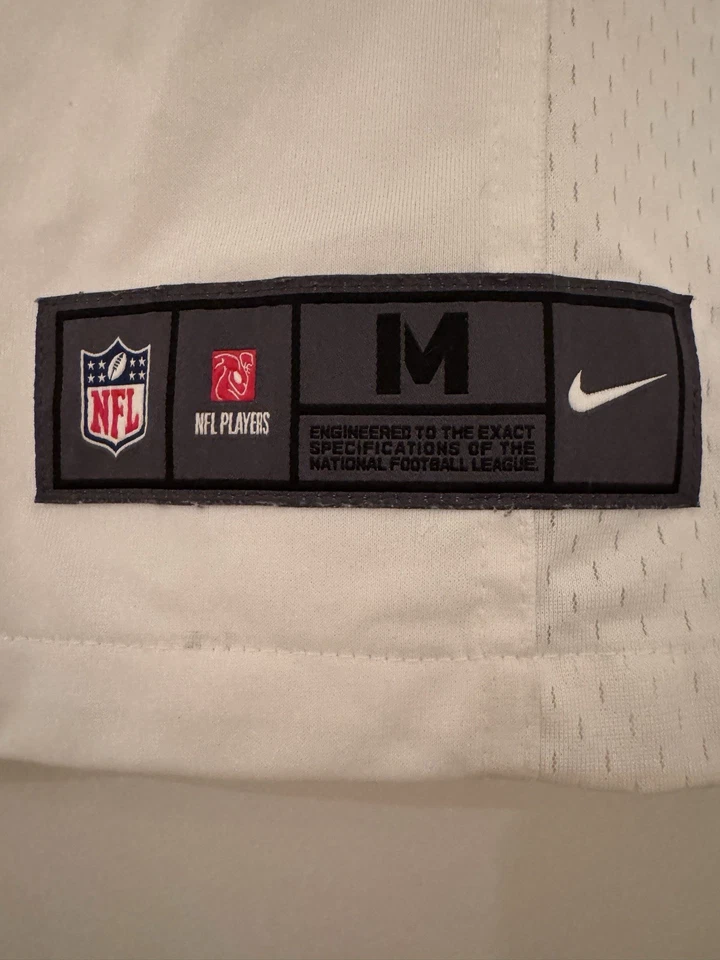 NFL
NFL PLAYERS
M
ENGINEERED TO THE EXACT
SPECIFICATIONS OF THE
NATIONAL FOOTBALL LEAGUE.